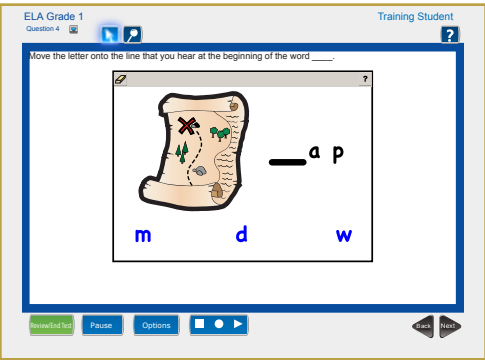 ELA Grade 1
Training Student
Question 4
?
Move the letter onto the line that you hear at the beginning of the word ____.
?
___a p
m d w
Review/End Test Pause Options Back Next